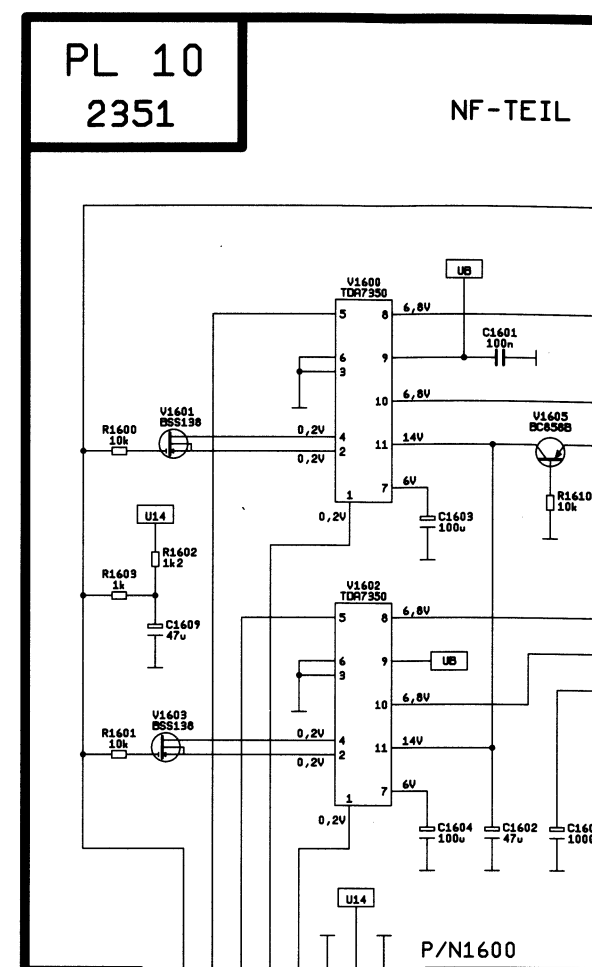 PL 10
2351
NF-TEIL
UB
V1600
TDA7350
5
8
6,8V
C1601
100n
6
3
9
10
6,8V
V1601
BSS138
R1600
10k
0,2V
4
2
0,2V
11
14V
V1605
BC858B
7
6V
1
0,2V
C1603
100u
R1610
10k
U14
R1602
1k2
R1609
1k
C1609
47u
V1602
TDA7350
5
8
6,8V
6
3
9
UB
10
6,8V
V1603
BSS138
R1601
10k
0,2V
4
2
0,2V
11
14V
7
6V
1
0,2V
C1604
100u
C1602
47u
U14
P/N1600